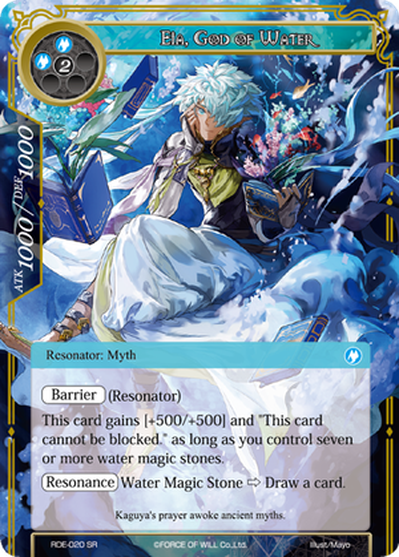 Eia, God of Water
2
ATK 1000 / DEF 1000
Resonator: Myth
Barrier (Resonator)
This card gains [+500/+500] and "This card
cannot be blocked." as long as you control seven
or more water magic stones.
Resonance Water Magic Stone ⇨ Draw a card.
Kaguya's prayer awoke ancient myths.
RDE-020 SR ©FORCE OF WILL Co.,Ltd. Illust/Mayo